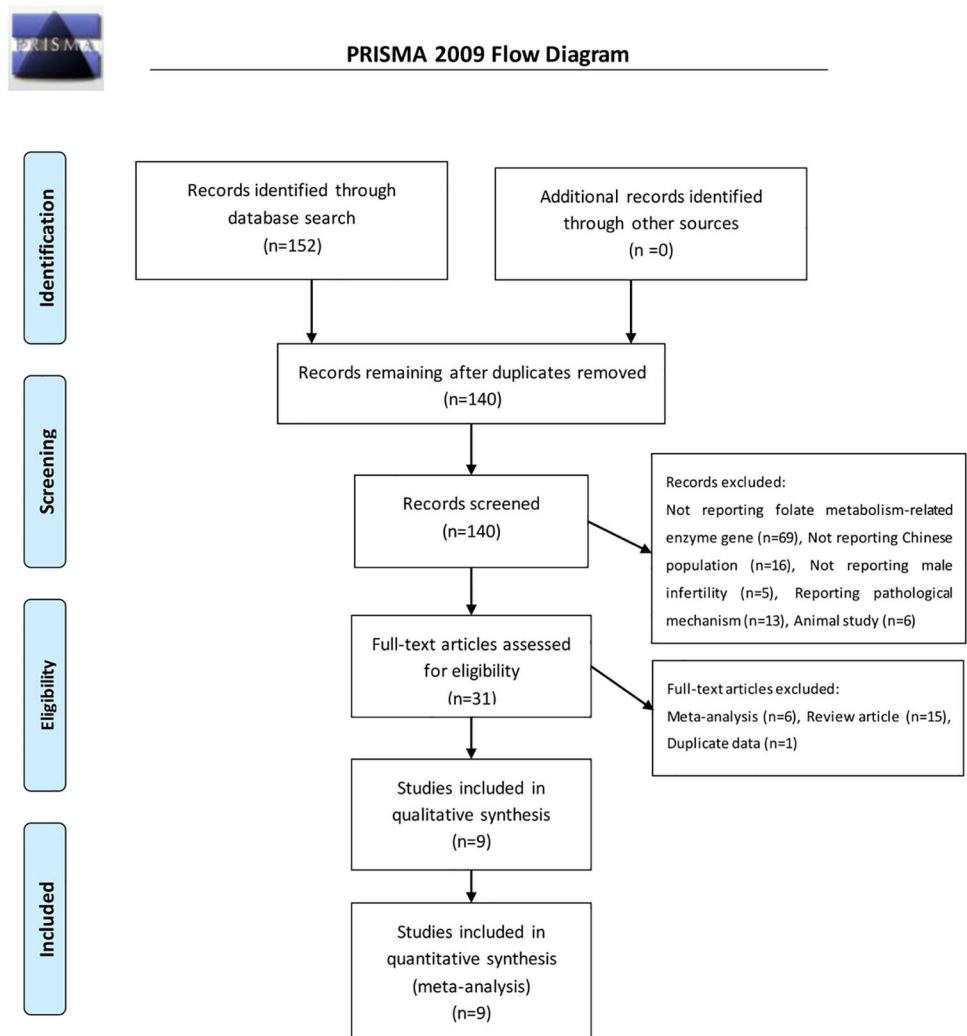 PRISMA
PRISMA 2009 Flow Diagram
Identification
Records identified through
database search
(n=152)
Additional records identified
through other sources
(n =0)
Records remaining after duplicates removed
(n=140)
Screening
Records screened
(n=140)
Records excluded:
Not reporting folate metabolism-related
enzyme gene (n=69), Not reporting Chinese
population (n=16), Not reporting male
infertility (n=5), Reporting pathological
mechanism (n=13), Animal study (n=6)
Eligibility
Full-text articles assessed
for eligibility
(n=31)
Full-text articles excluded:
Meta-analysis (n=6), Review article (n=15),
Duplicate data (n=1)
Studies included in
qualitative synthesis
(n=9)
Included
Studies included in
quantitative synthesis
(meta-analysis)
(n=9)